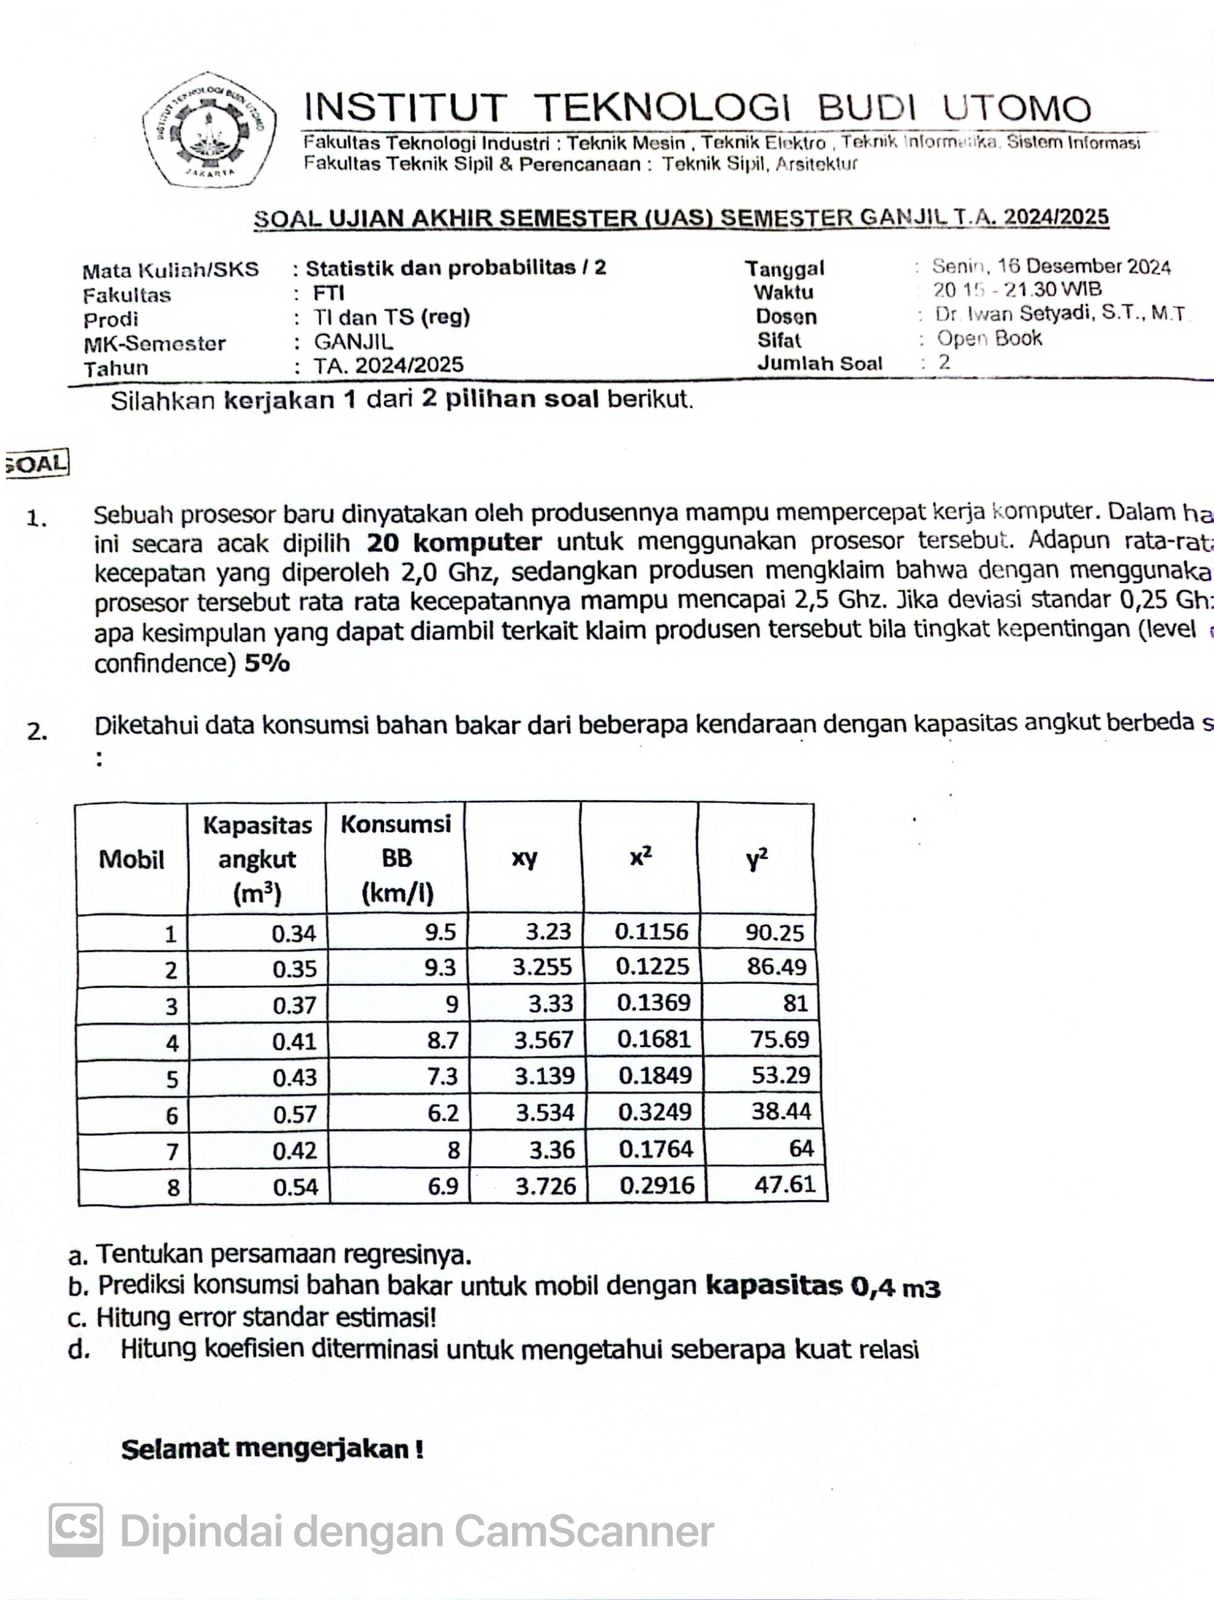 INSTITUT TEKNOLOGI BUDI UTOMO
JAKARTA
INSTITUT TEKNOLOGI BUDI UTOMO
Fakultas Teknologi Industri : Teknik Mesin , Teknik Elektro , Teknik Informatika, Sistem Informasi
Fakultas Teknik Sipil & Perencanaan : Teknik Sipil, Arsitektur
SOAL UJIAN AKHIR SEMESTER (UAS) SEMESTER GANJIL T.A. 2024/2025
Mata Kuliah/SKS : Statistik dan probabilitas / 2 Tanggal : Senin, 16 Desember 2024
Fakultas : FTI Waktu 20 15 - 21.30 WIB
Prodi : TI dan TS (reg) Dosen : Dr. Iwan Setyadi, S.T., M.T
MK-Semester : GANJIL Sifat : Open Book
Tahun : TA. 2024/2025 Jumlah Soal : 2
Silahkan kerjakan 1 dari 2 pilihan soal berikut.
SOAL
1. Sebuah prosesor baru dinyatakan oleh produsennya mampu mempercepat kerja komputer. Dalam ha
ini secara acak dipilih 20 komputer untuk menggunakan prosesor tersebut. Adapun rata-rat
kecepatan yang diperoleh 2,0 Ghz, sedangkan produsen mengklaim bahwa dengan menggunaka
prosesor tersebut rata rata kecepatannya mampu mencapai 2,5 Ghz. Jika deviasi standar 0,25 Gh
apa kesimpulan yang dapat diambil terkait klaim produsen tersebut bila tingkat kepentingan (level
confindence) 5%
2. Diketahui data konsumsi bahan bakar dari beberapa kendaraan dengan kapasitas angkut berbeda s
:
Mobil Kapasitas angkut (m³) Konsumsi BB (km/l) xy x² y²
1 0.34 9.5 3.23 0.1156 90.25
2 0.35 9.3 3.255 0.1225 86.49
3 0.37 9 3.33 0.1369 81
4 0.41 8.7 3.567 0.1681 75.69
5 0.43 7.3 3.139 0.1849 53.29
6 0.57 6.2 3.534 0.3249 38.44
7 0.42 8 3.36 0.1764 64
8 0.54 6.9 3.726 0.2916 47.61
a. Tentukan persamaan regresinya.
b. Prediksi konsumsi bahan bakar untuk mobil dengan kapasitas 0,4 m3
c. Hitung error standar estimasi!
d. Hitung koefisien diterminasi untuk mengetahui seberapa kuat relasi
Selamat mengerjakan !
CS Dipindai dengan CamScanner